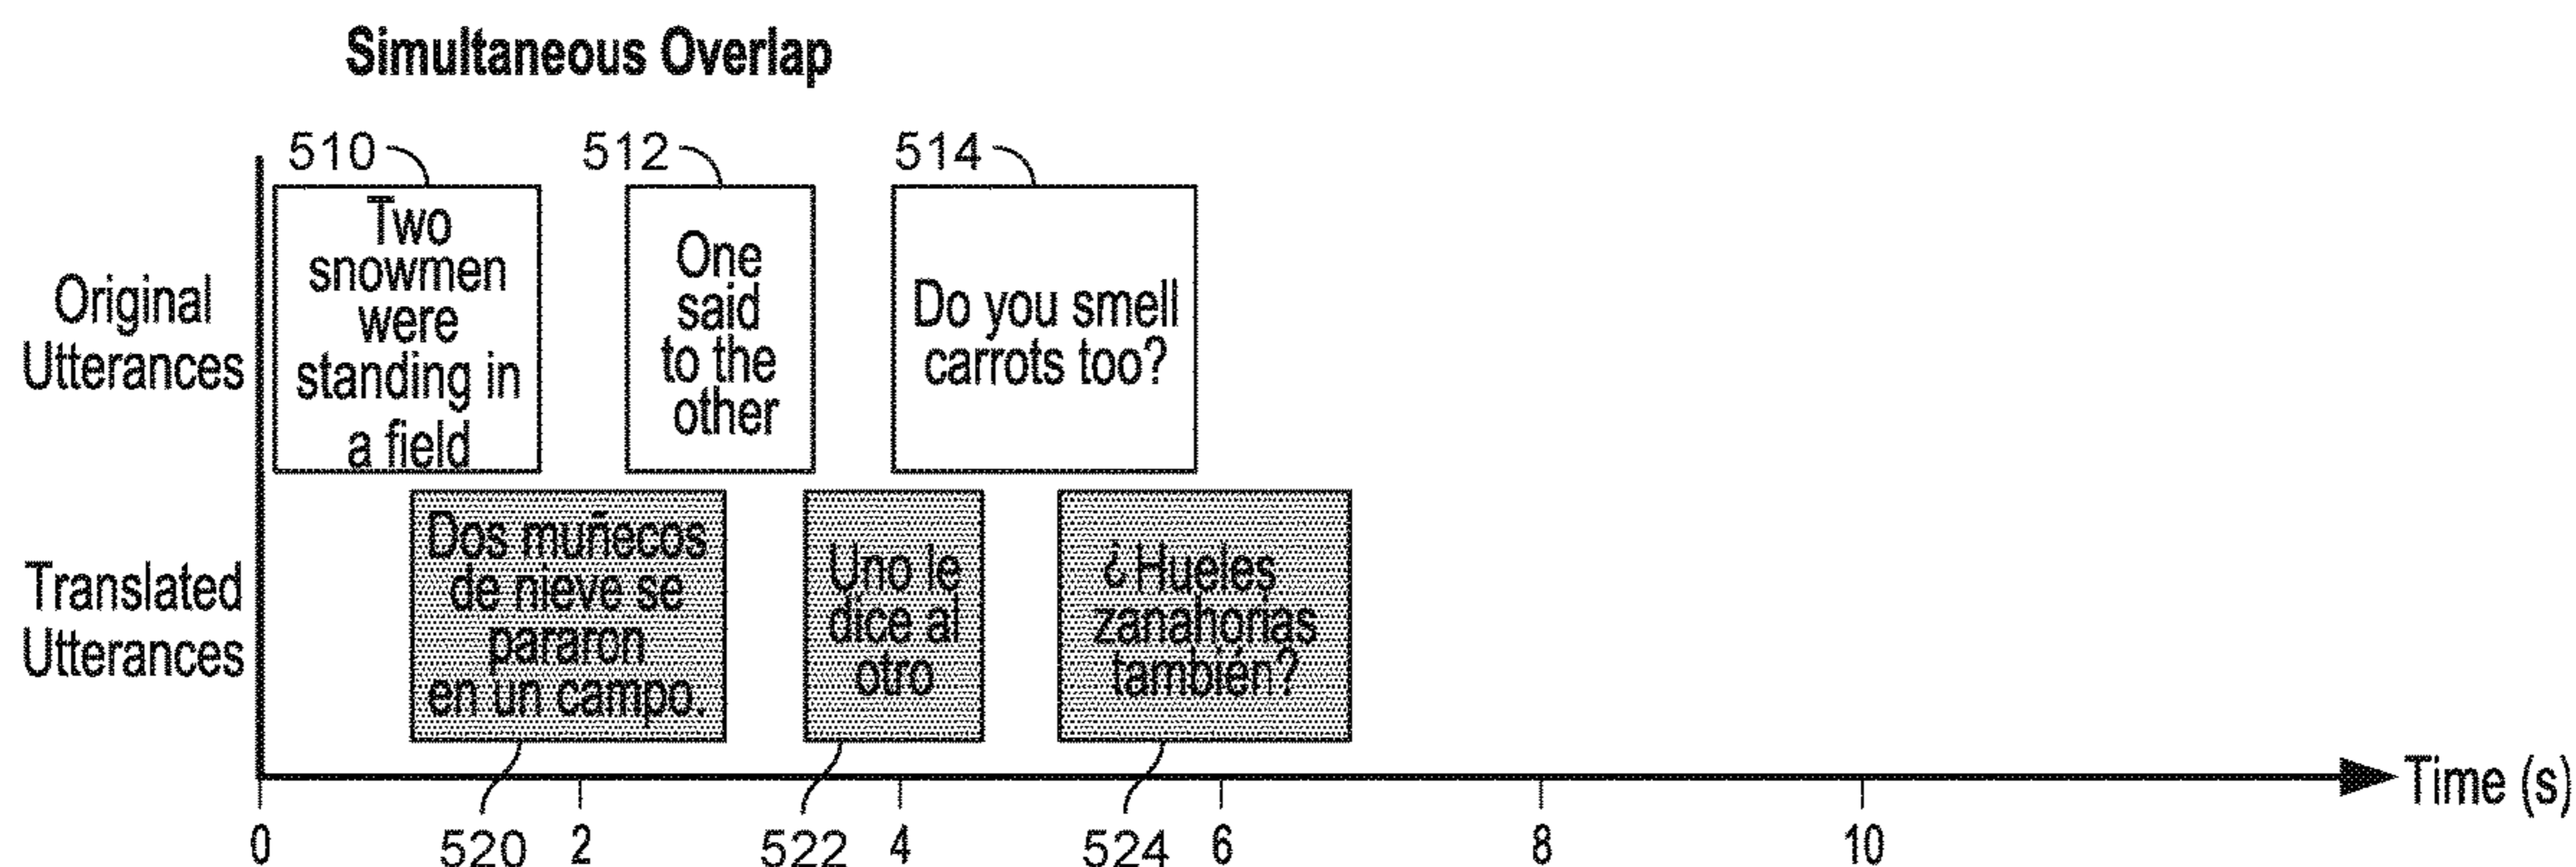 Simultaneous Overlap
510
512
514
Original
Utterances
Two
snowmen
were
standing in
a field
One
said
to the
other
Do you smell
carrots too?
Translated
Utterances
Dos muñecos
de nieve se
pararon
en un campo.
Uno le
dice al
otro
¿Hueles
zanahorias
también?
Time (s)
0
520
2
522
4
524
6
8
10